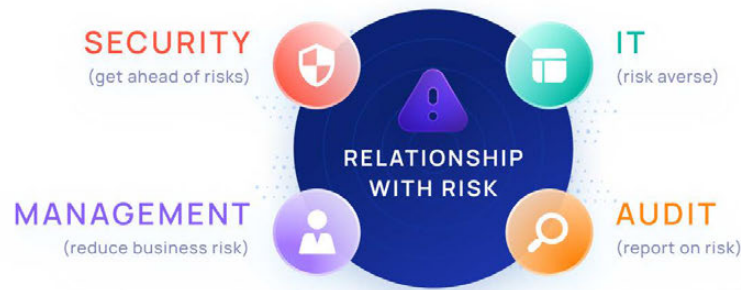 SECURITY
(get ahead of risks)
IT
(risk averse)
RELATIONSHIP
WITH RISK
MANAGEMENT
(reduce business risk)
AUDIT
(report on risk)